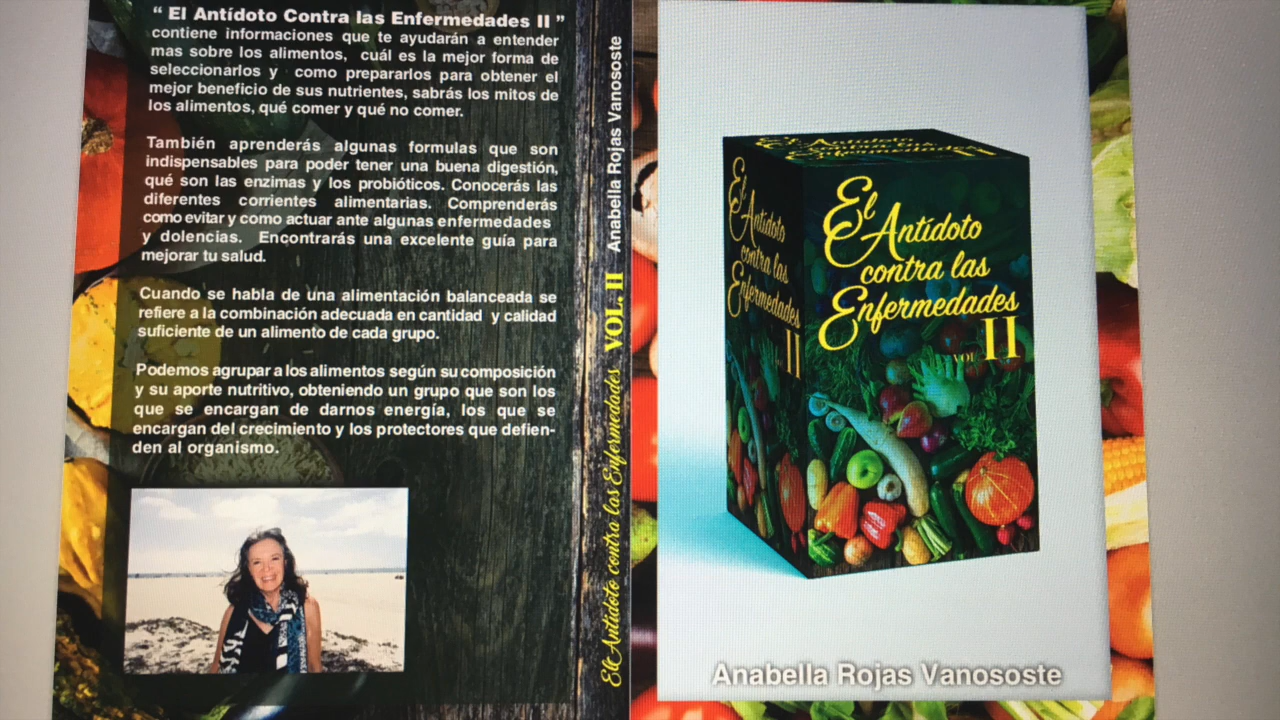 “ El Antídoto Contra las Enfermedades II ”
contiene informaciones que te ayudarán a entender
mas sobre los alimentos, cuál es la mejor forma de
seleccionarlos y como prepararlos para obtener el
mejor beneficio de sus nutrientes, sabrás los mitos de
los alimentos, qué comer y qué no comer.
También aprenderás algunas formulas que son
indispensables para poder tener una buena digestión,
qué son las enzimas y los probióticos. Conocerás las
diferentes corrientes alimentarias. Comprenderás
como evitar y como actuar ante algunas enfermedades
y dolencias. Encontrarás una excelente guía para
mejorar tu salud.
Cuando se habla de una alimentación balanceada se
refiere a la combinación adecuada en cantidad y calidad
suficiente de un alimento de cada grupo.
Podemos agrupar a los alimentos según su composición
y su aporte nutritivo, obteniendo un grupo que son los
que se encargan de darnos energía, los que se
encargan del crecimiento y los protectores que defien-
den al organismo.
El Antídoto contra las Enfermedades VOL. II Anabella Rojas Vanososte
El
Antídoto
contra las
Enfermedades
II
El
Antídoto
contra las
Enfermedades
VOL II
Anabella Rojas Vanososte